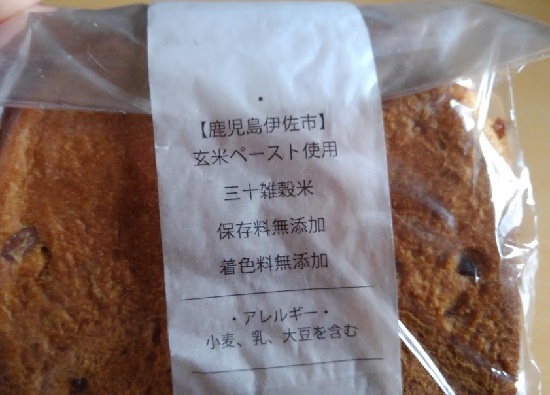 【鹿児島伊佐市】
玄米ペースト使用
三十雑穀米
保存料無添加
着色料無添加
・アレルギー・
小麦、乳、大豆を含む